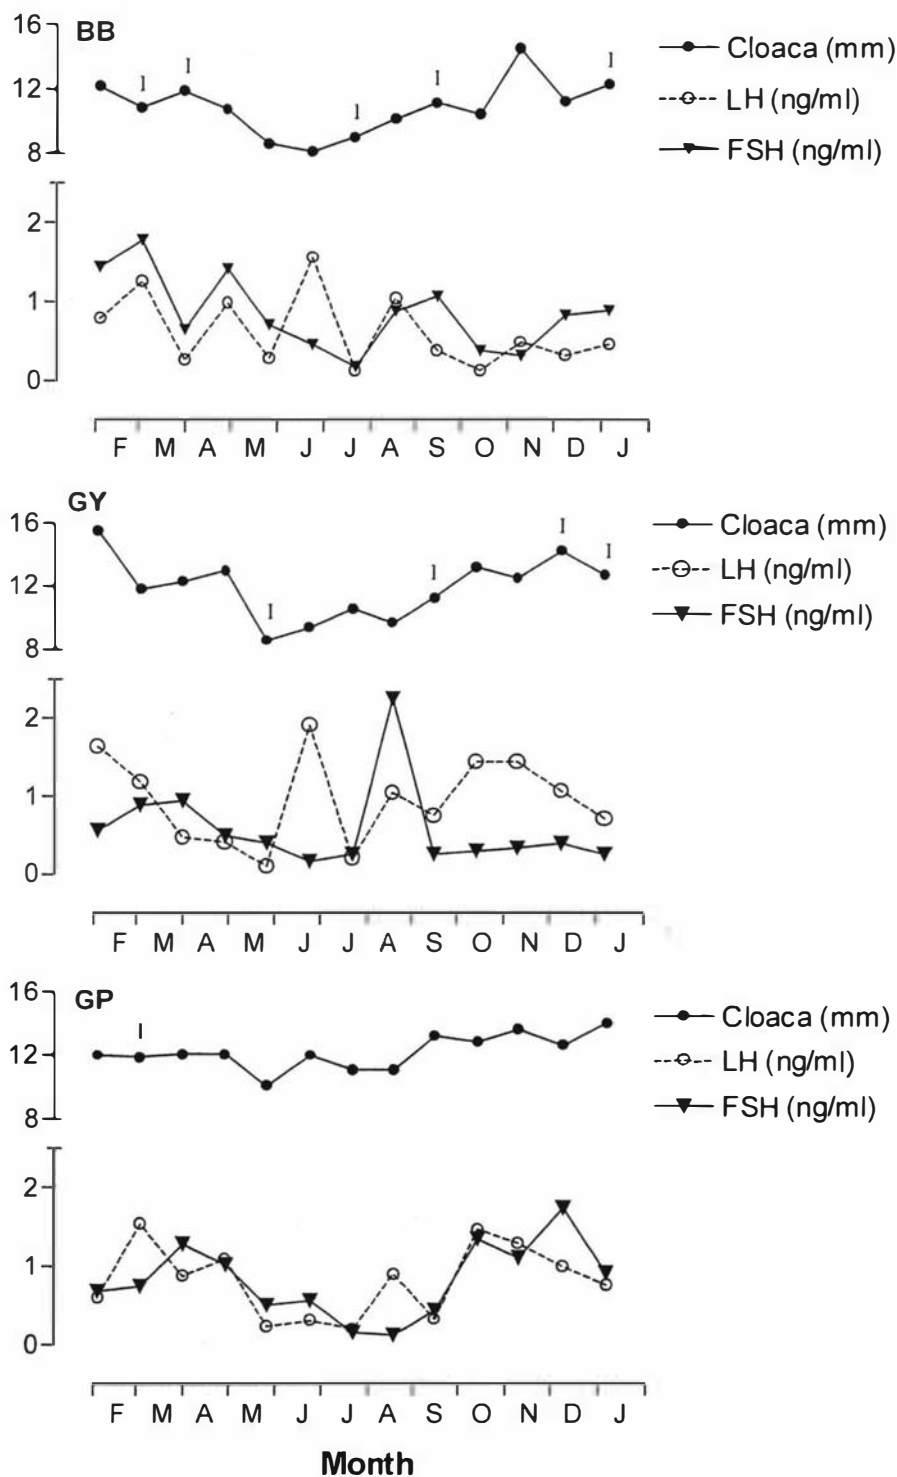 BB
16
12
8
I I I I I
Cloaca (mm)
LH (ng/ml)
FSH (ng/ml)
2
1
0
F M A M J J A S O N D J
GY
16
12
8
I I I I
Cloaca (mm)
LH (ng/ml)
FSH (ng/ml)
2
1
0
F M A M J J A S O N D J
GP
16
12
8
I
Cloaca (mm)
LH (ng/ml)
FSH (ng/ml)
2
1
0
F M A M J J A S O N D J
Month